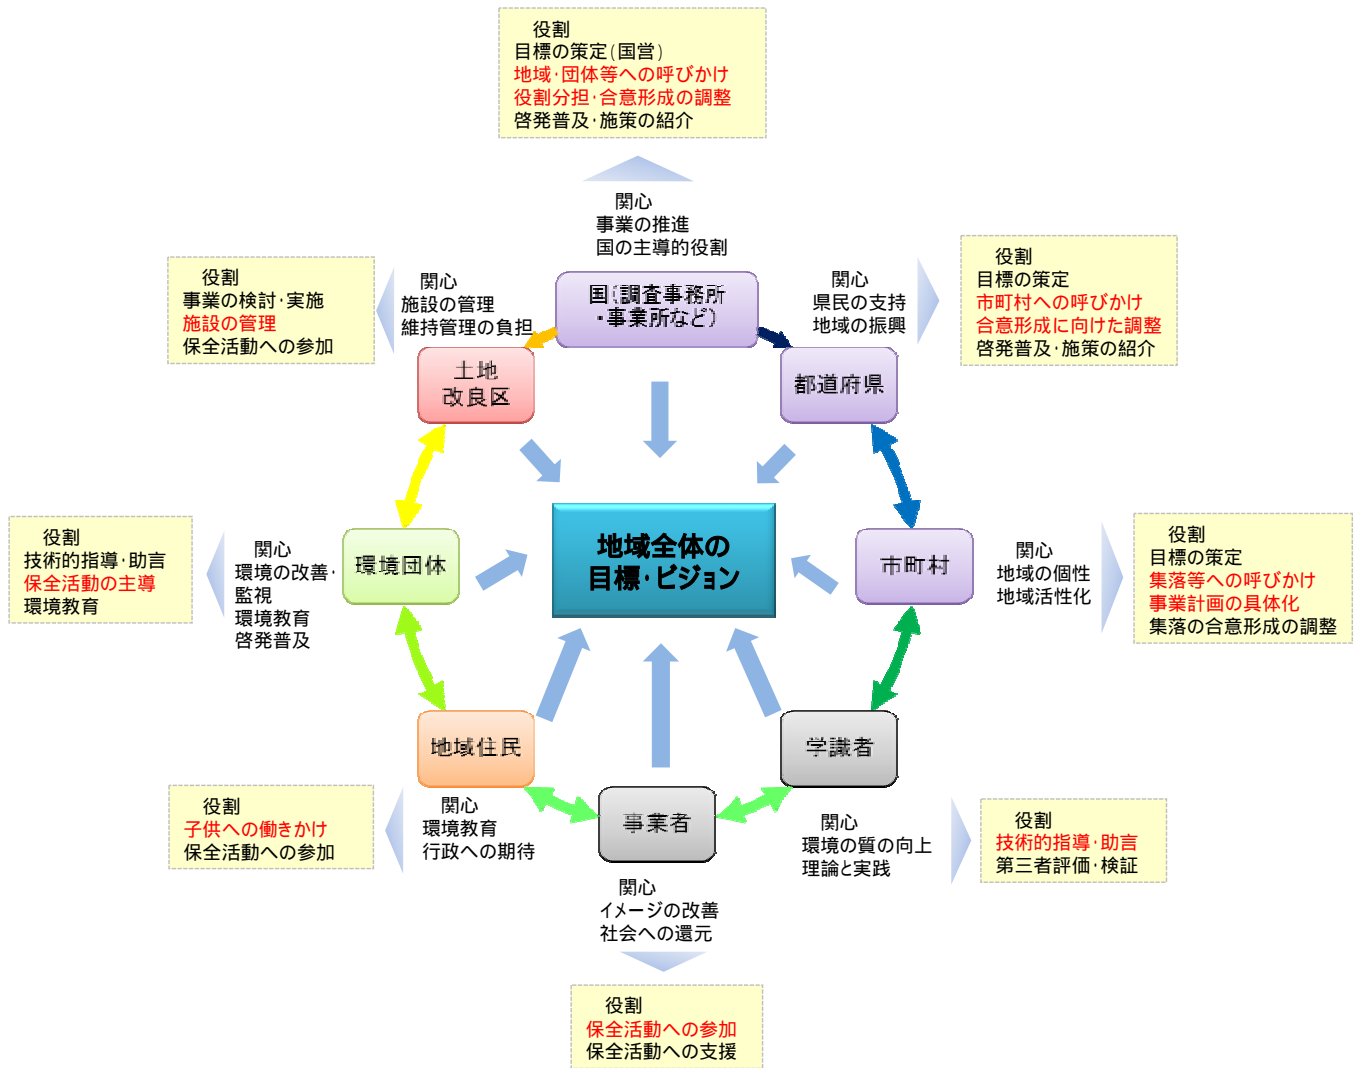 役割
目標の策定(国営)
地域・団体等への呼びかけ
役割分担・合意形成の調整
啓発普及・施策の紹介
関心
事業の推進
国の主導的役割
国(調査事務所
・事業所など)
役割
事業の検討・実施
施設の管理
保全活動への参加
関心
施設の管理
維持管理の負担
土地
改良区
関心
県民の支持
地域の振興
都道府県
役割
目標の策定
市町村への呼びかけ
合意形成に向けた調整
啓発普及・施策の紹介
役割
技術的指導・助言
保全活動の主導
環境教育
関心
環境の改善・
監視
環境教育
啓発普及
環境団体
地域全体の
目標・ビジョン
市町村
関心
地域の個性
地域活性化
役割
目標の策定
集落等への呼びかけ
事業計画の具体化
集落の合意形成の調整
地域住民
役割
子供への働きかけ
保全活動への参加
関心
環境教育
行政への期待
事業者
関心
イメージの改善
社会への還元
役割
保全活動への参加
保全活動への支援
学識者
関心
環境の質の向上
理論と実践
役割
技術的指導・助言
第三者評価・検証